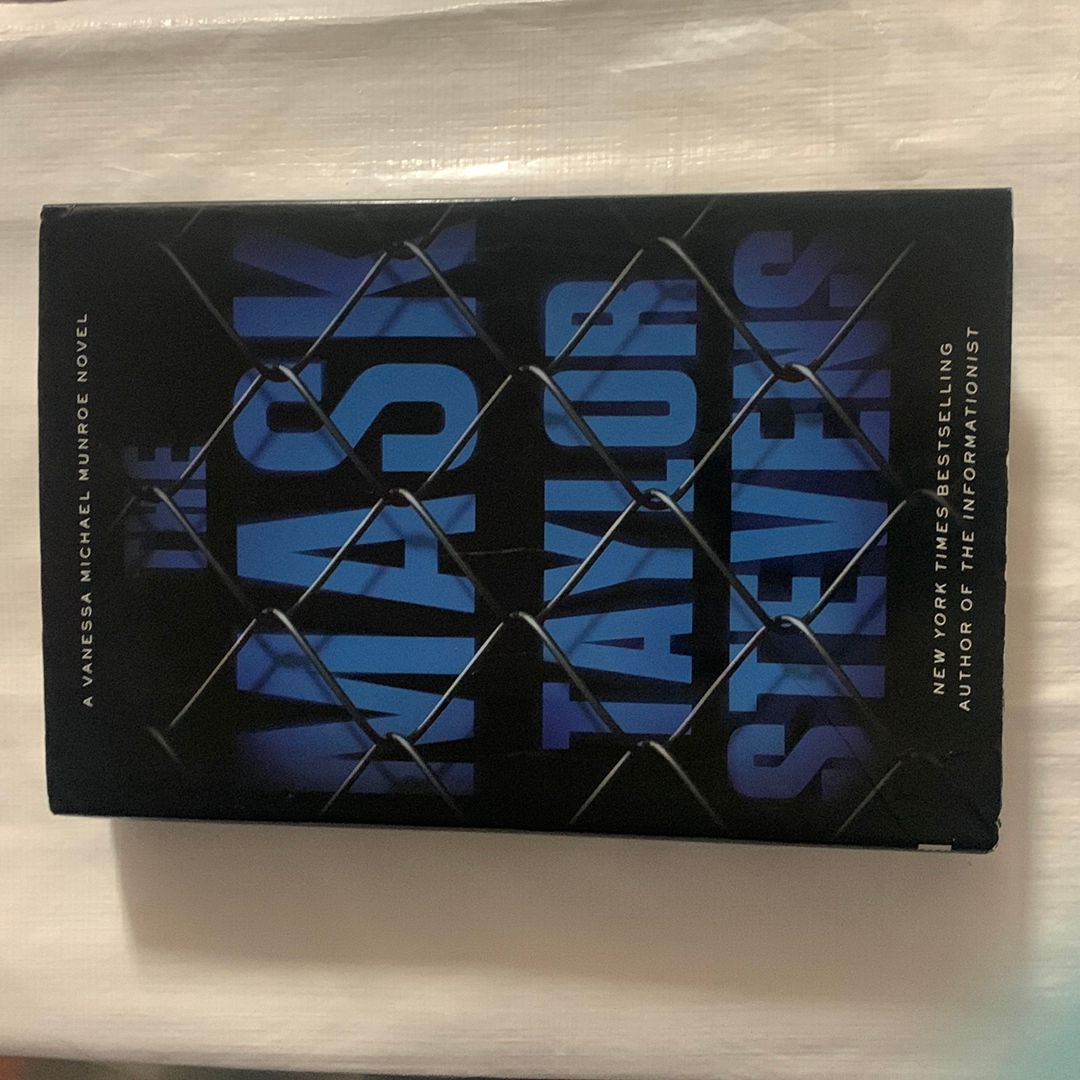 A VANESSA MICHAEL MUNROE NOVEL
THE
MASK
TAYLOR
STEVENS
NEW YORK TIMES BESTSELLING
AUTHOR OF THE INFORMATIONIST